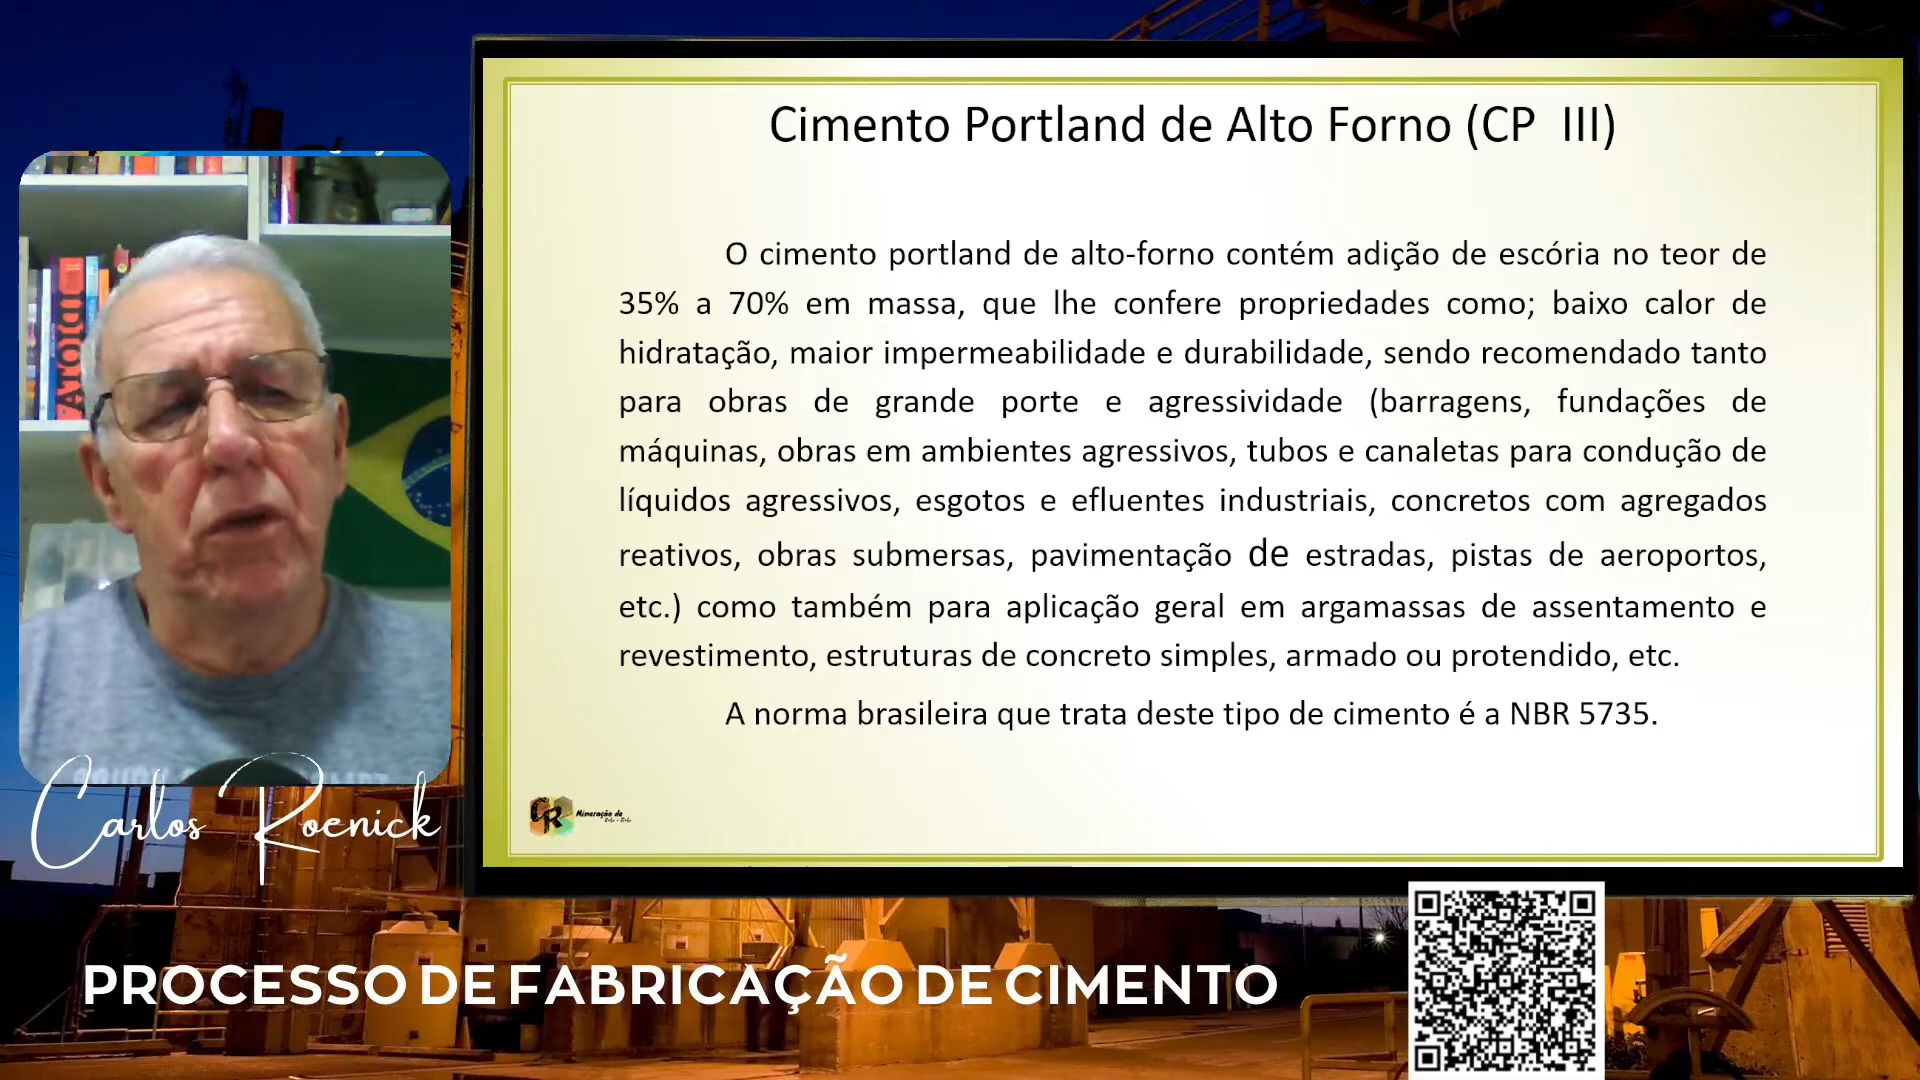 Cimento Portland de Alto Forno (CP III)
O cimento portland de alto-forno contém adição de escória no teor de
35% a 70% em massa, que lhe confere propriedades como; baixo calor de
hidratação, maior impermeabilidade e durabilidade, sendo recomendado tanto
para obras de grande porte e agressividade (barragens, fundações de
máquinas, obras em ambientes agressivos, tubos e canaletas para condução de
líquidos agressivos, esgotos e efluentes industriais, concretos com agregados
reativos, obras submersas, pavimentação de estradas, pistas de aeroportos,
etc.) como também para aplicação geral em argamassas de assentamento e
revestimento, estruturas de concreto simples, armado ou protendido, etc.
A norma brasileira que trata deste tipo de cimento é a NBR 5735.
CR Mineração de
Carlos Roenick
PROCESSO DE FABRICAÇÃO DE CIMENTO